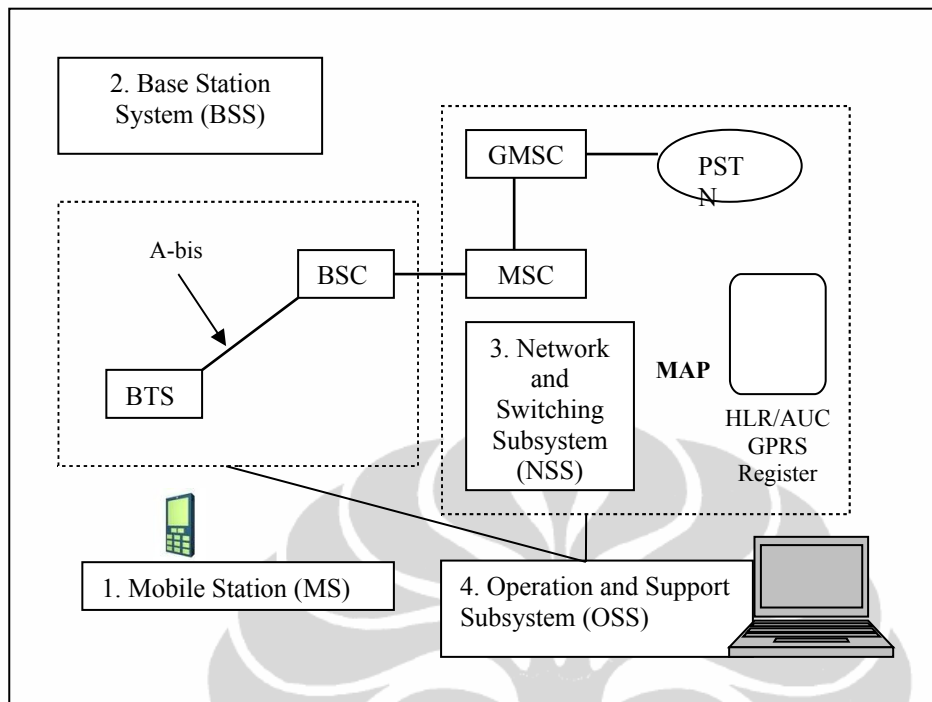 2. Base Station
System (BSS)
GMSC
PST
N
A-bis
BSC
MSC
BTS
3. Network
and
Switching
Subsystem
(NSS)
MAP
HLR/AUC
GPRS
Register
1. Mobile Station (MS)
4. Operation and Support
Subsystem (OSS)